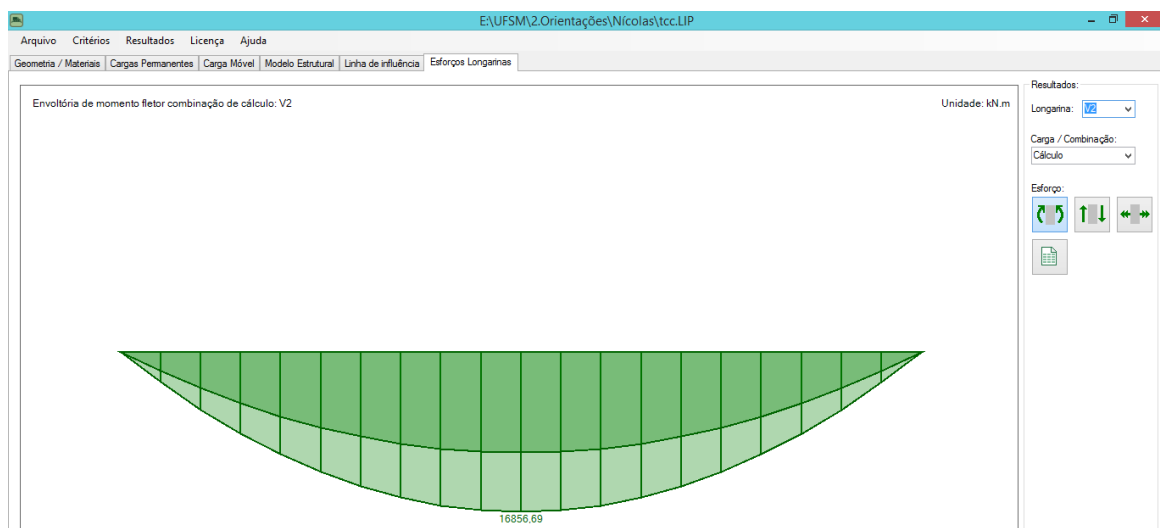 E:\UFSM\2.Orientações\Nícolas\tcc.LIP
Arquivo Critérios Resultados Licença Ajuda
Geometria / Materiais Cargas Permanentes Carga Móvel Modelo Estrutural Linha de influência Esforços Longarinas
Envoltória de momento fletor combinação de cálculo: V2
Unidade: kN.m
16856,69
Resultados:
Longarina: V2
Carga / Combinação:
Cálculo
Esforço: